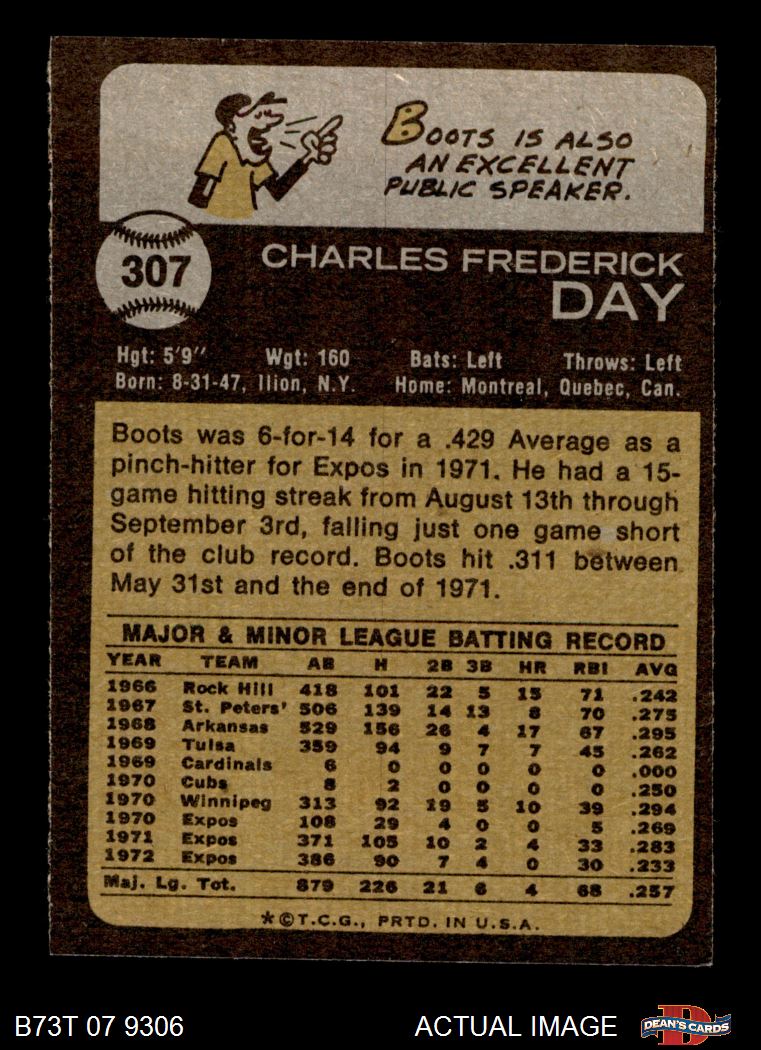 BOOTS IS ALSO
AN EXCELLENT
PUBLIC SPEAKER.
307
CHARLES FREDERICK
DAY
Hgt: 5'9" Wgt: 160 Bats: Left Throws: Left
Born: 8-31-47, Ilion, N.Y. Home: Montreal, Quebec, Can.
Boots was 6-for-14 for a .429 Average as a
pinch-hitter for Expos in 1971. He had a 15-
game hitting streak from August 13th through
September 3rd, falling just one game short
of the club record. Boots hit .311 between
May 31st and the end of 1971.
MAJOR & MINOR LEAGUE BATTING RECORD
YEAR TEAM AB H 2B 3B HR RBI AVG
1966 Rock Hill 418 101 22 5 15 71 .242
1967 St. Peters' 506 139 14 13 8 70 .275
1968 Arkansas 529 156 26 4 17 67 .295
1969 Tulsa 359 94 9 7 7 45 .262
1969 Cardinals 6 0 0 0 0 0 .000
1970 Cubs 8 2 0 0 0 0 .250
1970 Winnipeg 313 92 19 5 10 39 .294
1970 Expos 108 29 4 0 0 5 .269
1971 Expos 371 105 10 2 4 33 .283
1972 Expos 386 90 7 4 0 30 .233
Maj. Lg. Tot. 879 226 21 6 4 68 .257
*©T.C.G., PRTD. IN U.S.A.
B73T 07 9306 ACTUAL IMAGE DEAN'S CARDS